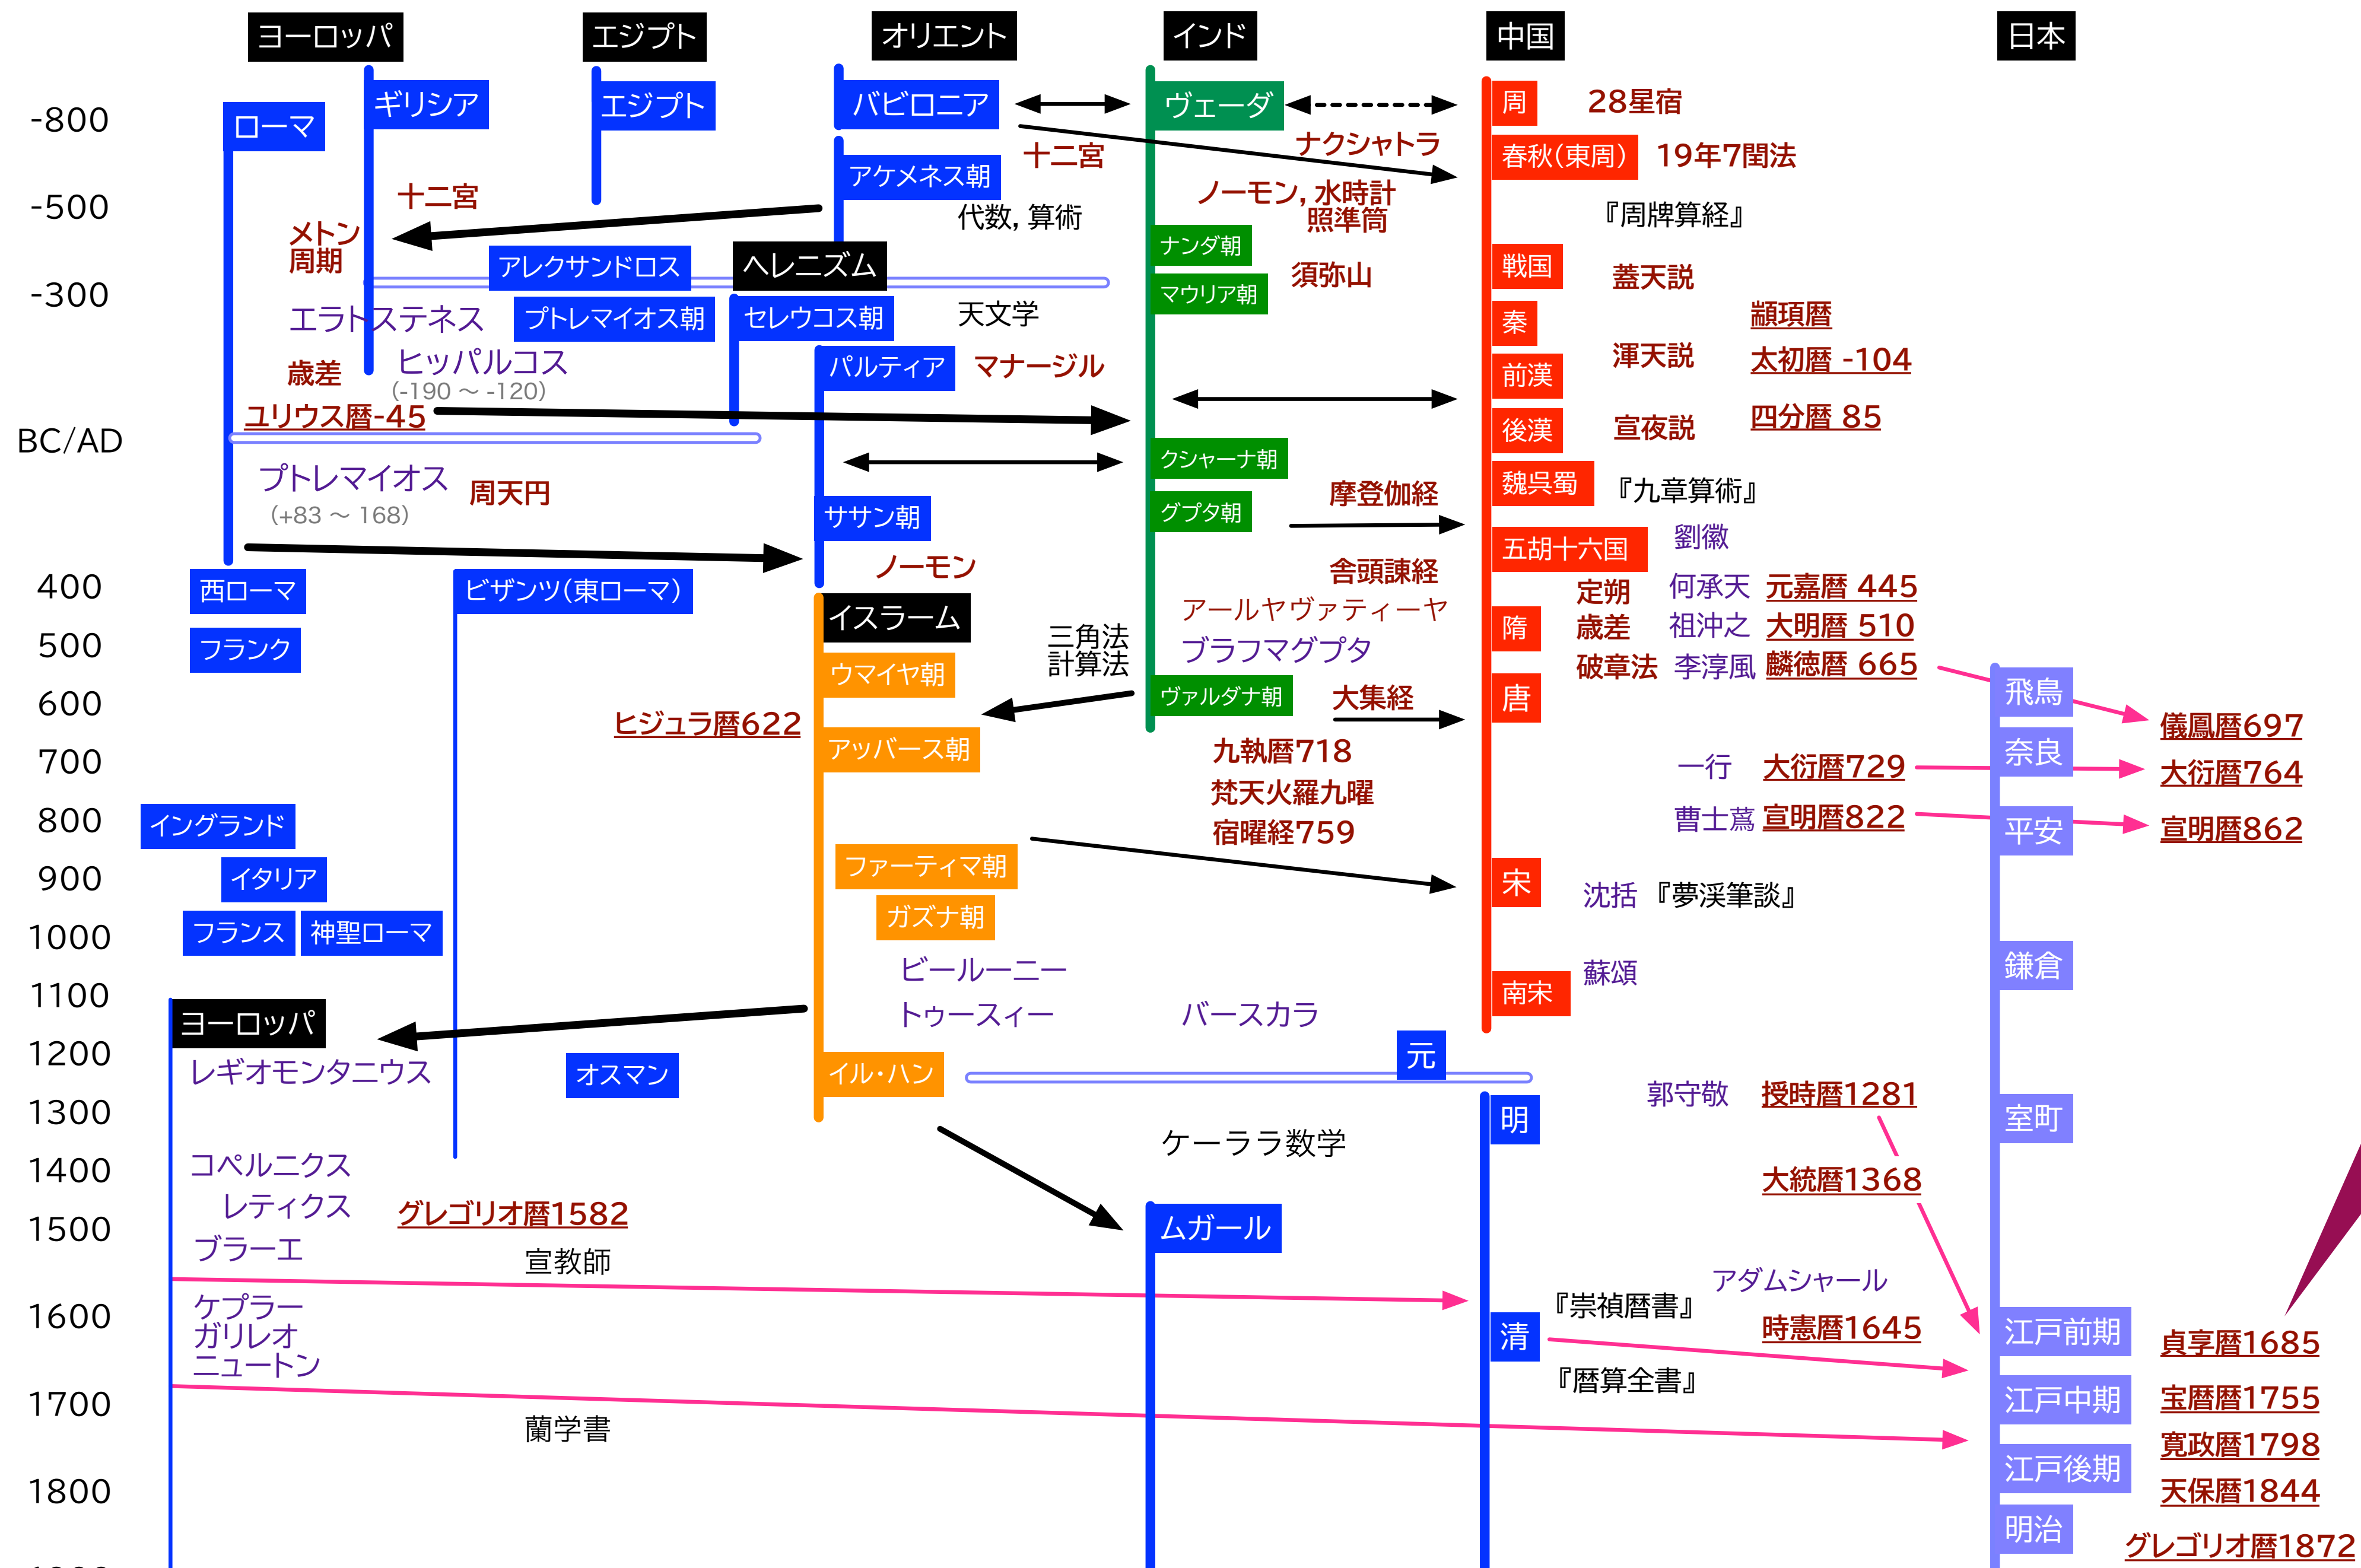 ヨーロッパ
エジプト
オリエント
インド
中国
日本
-800
-500
-300
BC/AD
400
500
600
700
800
900
1000
1100
1200
1300
1400
1500
1600
1700
1800
ローマ
ギリシア
十二宮
メトン
周期
エラトステネス
歳差
ヒッパルコス
(-190 〜 -120)
ユリウス暦-45
プトレマイオス
(+83 〜 168)
周天円
西ローマ
フランク
ビザンツ(東ローマ)
イングランド
イタリア
フランス
神聖ローマ
ヨーロッパ
レギオモンタニウス
コペルニクス
レティクス
グレゴリオ暦1582
ブラーエ
宣教師
ケプラー
ガリレオ
ニュートン
蘭学書
エジプト
アレクサンドロス
ヘレニズム
プトレマイオス朝
セレウコス朝
ヒジュラ暦622
オスマン
バビロニア
十二宮
アケメネス朝
代数, 算術
天文学
パルティア
マナージル
ササン朝
ノーモン
イスラーム
ウマイヤ朝
アッバース朝
三角法
計算法
ファーティマ朝
ガズナ朝
ビールーニー
トゥースィー
イル・ハン
ヴェーダ
ナクシャトラ
ノーモン, 水時計
照準筒
ナンダ朝
マウリア朝
須弥山
クシャーナ朝
グプタ朝
摩登伽経
舎頭諌経
アールヤヴァティーヤ
ブラフマグプタ
ヴァルダナ朝
大集経
九執暦718
梵天火羅九曜
宿曜経759
バースカラ
元
ケーララ数学
ムガール
周
28星宿
春秋(東周)
19年7閏法
『周牌算経』
戦国
蓋天説
秦
顓頊暦
前漢
渾天説
太初暦 -104
後漢
宣夜説
四分暦 85
魏呉蜀
『九章算術』
五胡十六国
劉徽
定朔
何承天
元嘉暦 445
隋
歳差
祖沖之
大明暦 510
破章法
李淳風
麟徳暦 665
唐
一行
大衍暦729
曹士蔿
宣明暦822
宋
沈括
『夢渓筆談』
蘇頌
南宋
明
郭守敬
授時暦1281
大統暦1368
アダムシャール
『崇禎暦書』
時憲暦1645
清
『暦算全書』
飛鳥
儀鳳暦697
奈良
大衍暦764
平安
宣明暦862
鎌倉
室町
江戸前期
貞享暦1685
江戸中期
宝暦暦1755
寛政暦1798
江戸後期
天保暦1844
明治
グレゴリオ暦1872